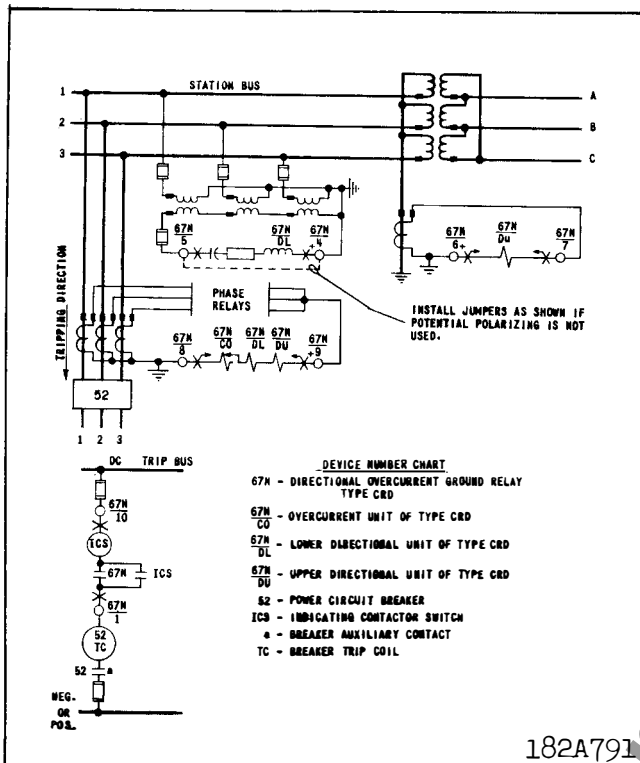 STATION BUS
1
2
3
A
B
C
67N
5
67N
DL
67N
+4
67N
6+
67N
Du
67N
7
INSTALL JUMPERS AS SHOWN IF
POTENTIAL POLARIZING IS NOT
USED.
TRIPPING DIRECTION
PHASE
RELAYS
67N
8
67N
CO
67N
DL
67N
DU
67N
+9
52
1 2 3
DC TRIP BUS
67N
10
ICS
67N
ICS
67N
1
52
TC
52 a
NEG.
OR
POS.
DEVICE NUMBER CHART
67N - DIRECTIONAL OVERCURRENT GROUND RELAY
TYPE CRD
67N
CO - OVERCURRENT UNIT OF TYPE CRD
67N
DL - LOWER DIRECTIONAL UNIT OF TYPE CRD
67N
DU - UPPER DIRECTIONAL UNIT OF TYPE CRD
52 - POWER CIRCUIT BREAKER
ICS - INDICATING CONTACTOR SWITCH
a - BREAKER AUXILIARY CONTACT
TC - BREAKER TRIP COIL
182A791